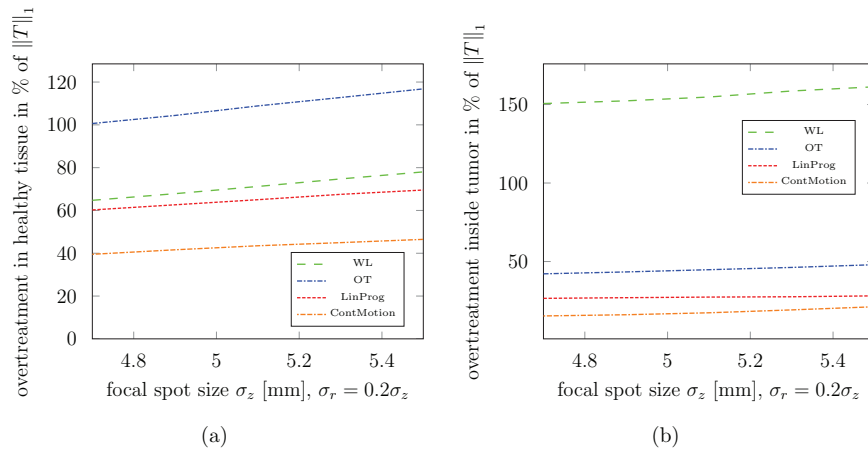 overtreatment in healthy tissue in % of ∥T∥₁
120
100
80
60
40
20
0
4.8 5 5.2 5.4
focal spot size σ_z [mm], σ_r = 0.2σ_z
WL
OT
LinProg
ContMotion
(a)
overtreatment inside tumor in % of ∥T∥₁
150
100
50
4.8 5 5.2 5.4
focal spot size σ_z [mm], σ_r = 0.2σ_z
WL
OT
LinProg
ContMotion
(b)